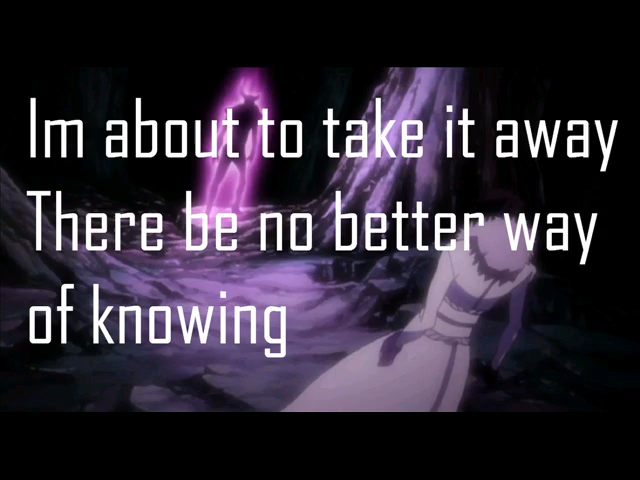 Im about to take it away
There be no better way
of knowing